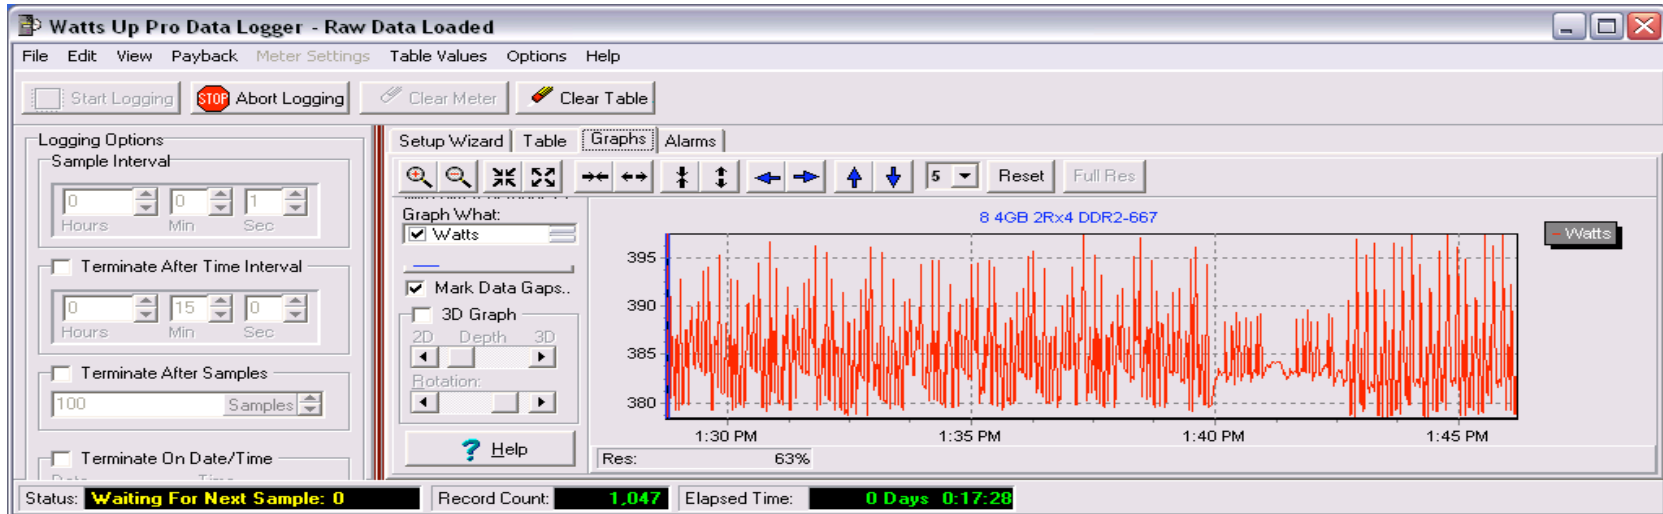 Watts Up Pro Data Logger - Raw Data Loaded
File Edit View Payback Meter Settings Table Values Options Help
Start Logging STOP Abort Logging Clear Meter Clear Table
Logging Options
Sample Interval
0 0 1
Hours Min Sec
Terminate After Time Interval
0 15 0
Hours Min Sec
Terminate After Samples
100 Samples
Terminate On Date/Time
Setup Wizard Table Graphs Alarms
5 Reset Full Res
Graph What:
Watts
Mark Data Gaps..
3D Graph
2D Depth 3D
Rotation:
? Help
8 4GB 2Rx4 DDR2-667
Watts
395
390
385
380
1:30 PM 1:35 PM 1:40 PM 1:45 PM
Res: 63%
Status: Waiting For Next Sample: 0 Record Count: 1,047 Elapsed Time: 0 Days 0:17:28